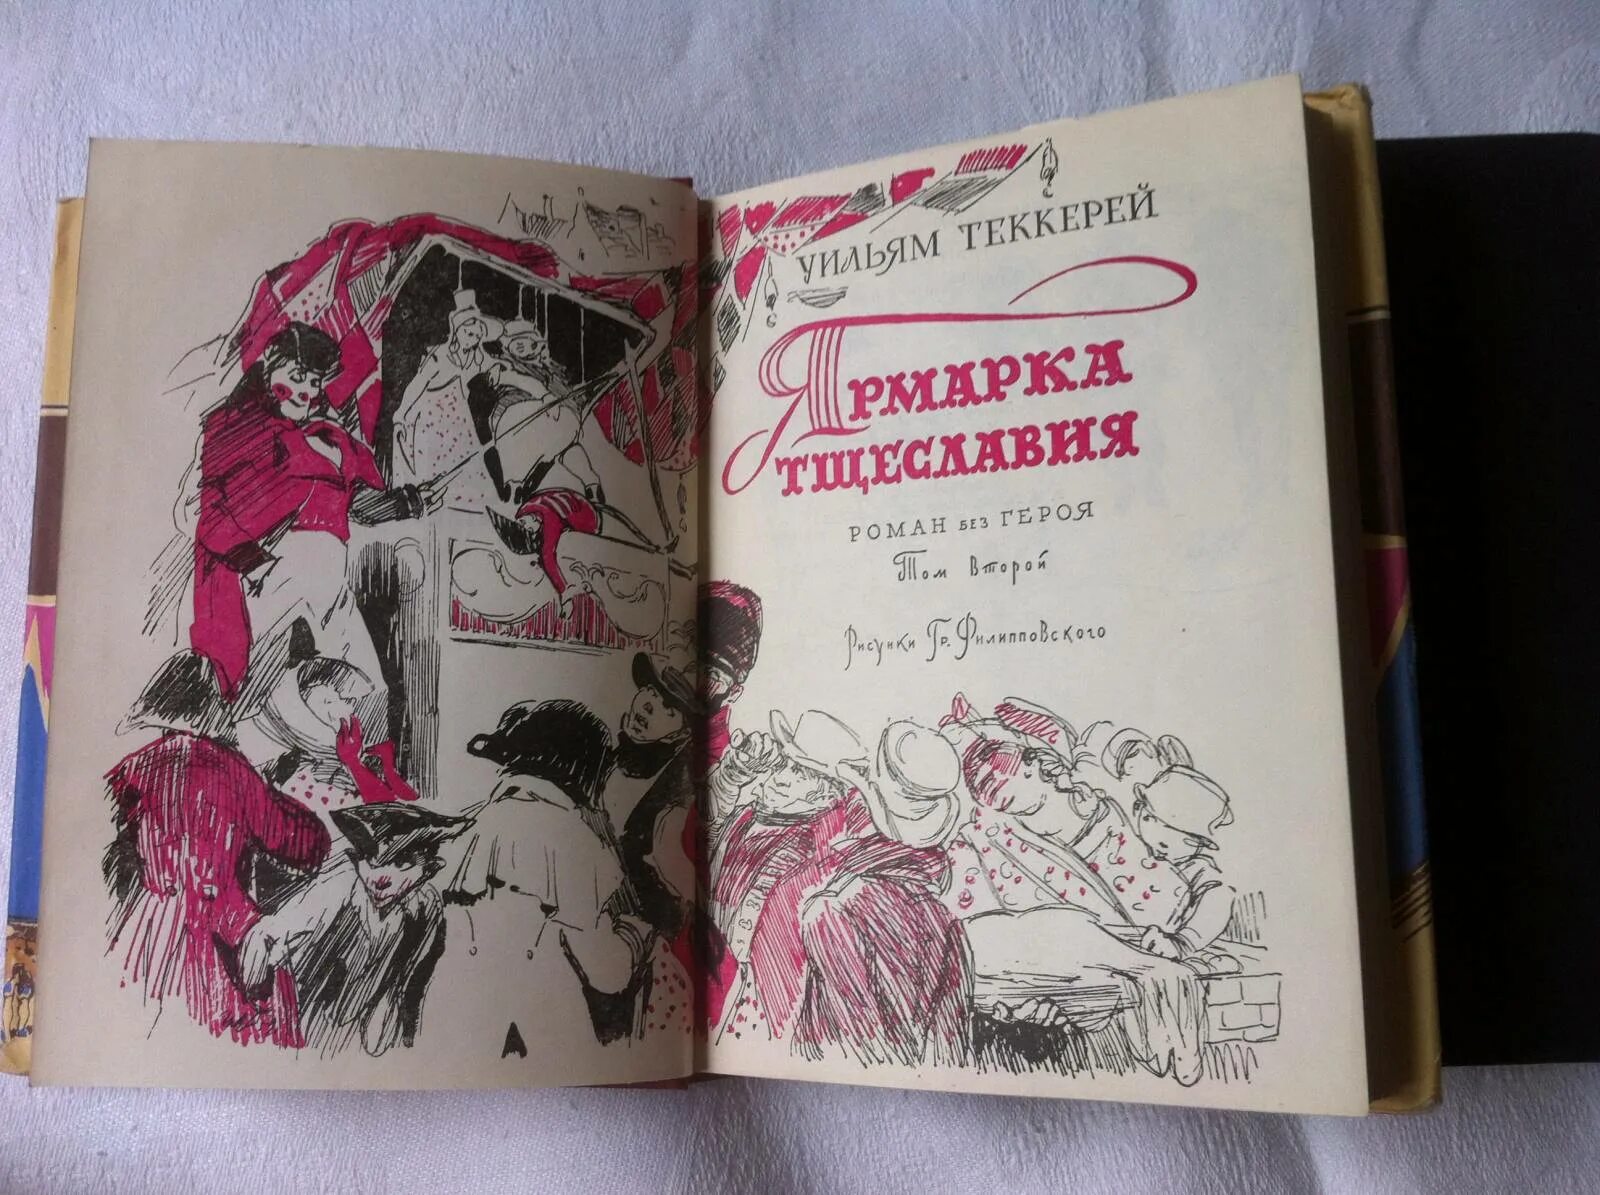 УИЛЬЯМ ТЕККЕРЕЙ
ЯРМАРКА
ТЩЕСЛАВИЯ
РОМАН БЕЗ ГЕРОЯ
Том Второй
Рисунки Гр. Филипповского